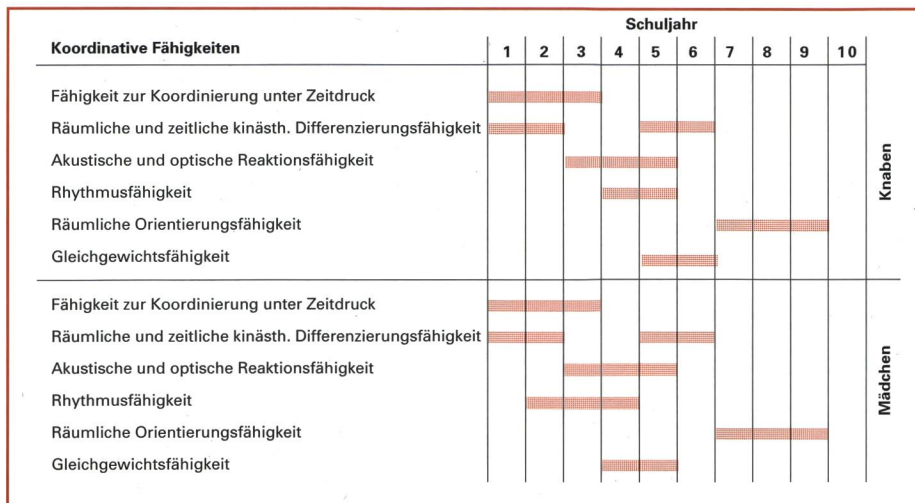 Schuljahr
Koordinative Fähigkeiten 1 2 3 4 5 6 7 8 9 10
Fähigkeit zur Koordinierung unter Zeitdruck
Räumliche und zeitliche kinästh. Differenzierungsfähigkeit
Akustische und optische Reaktionsfähigkeit
Rhythmusfähigkeit
Räumliche Orientierungsfähigkeit
Gleichgewichtsfähigkeit
Knaben
Fähigkeit zur Koordinierung unter Zeitdruck
Räumliche und zeitliche kinästh. Differenzierungsfähigkeit
Akustische und optische Reaktionsfähigkeit
Rhythmusfähigkeit
Räumliche Orientierungsfähigkeit
Gleichgewichtsfähigkeit
Mädchen